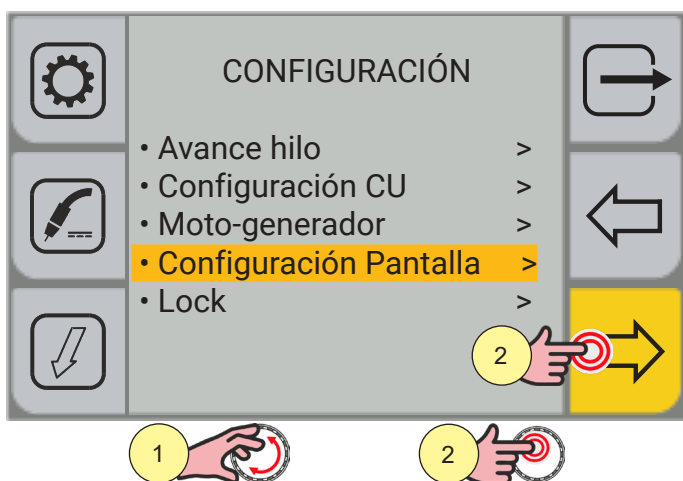 CONFIGURACIÓN
• Avance hilo >
• Configuración CU >
• Moto-generador >
• Configuración Pantalla >
• Lock >
2
1
2